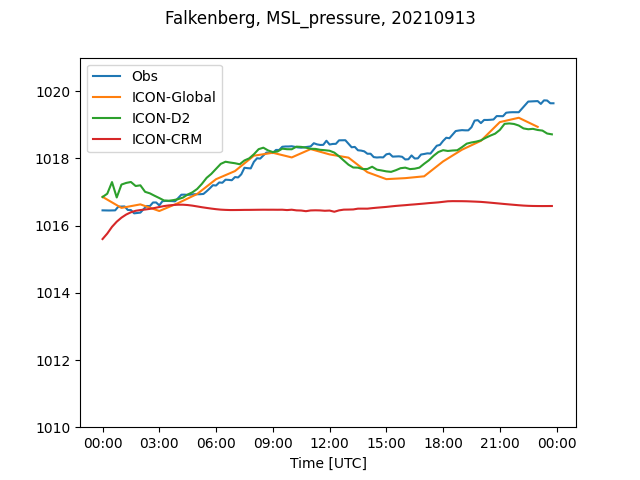 Falkenberg, MSL_pressure, 20210913
Obs
ICON-Global
ICON-D2
ICON-CRM
1020
1018
1016
1014
1012
1010
00:00 03:00 06:00 09:00 12:00 15:00 18:00 21:00 00:00
Time [UTC]